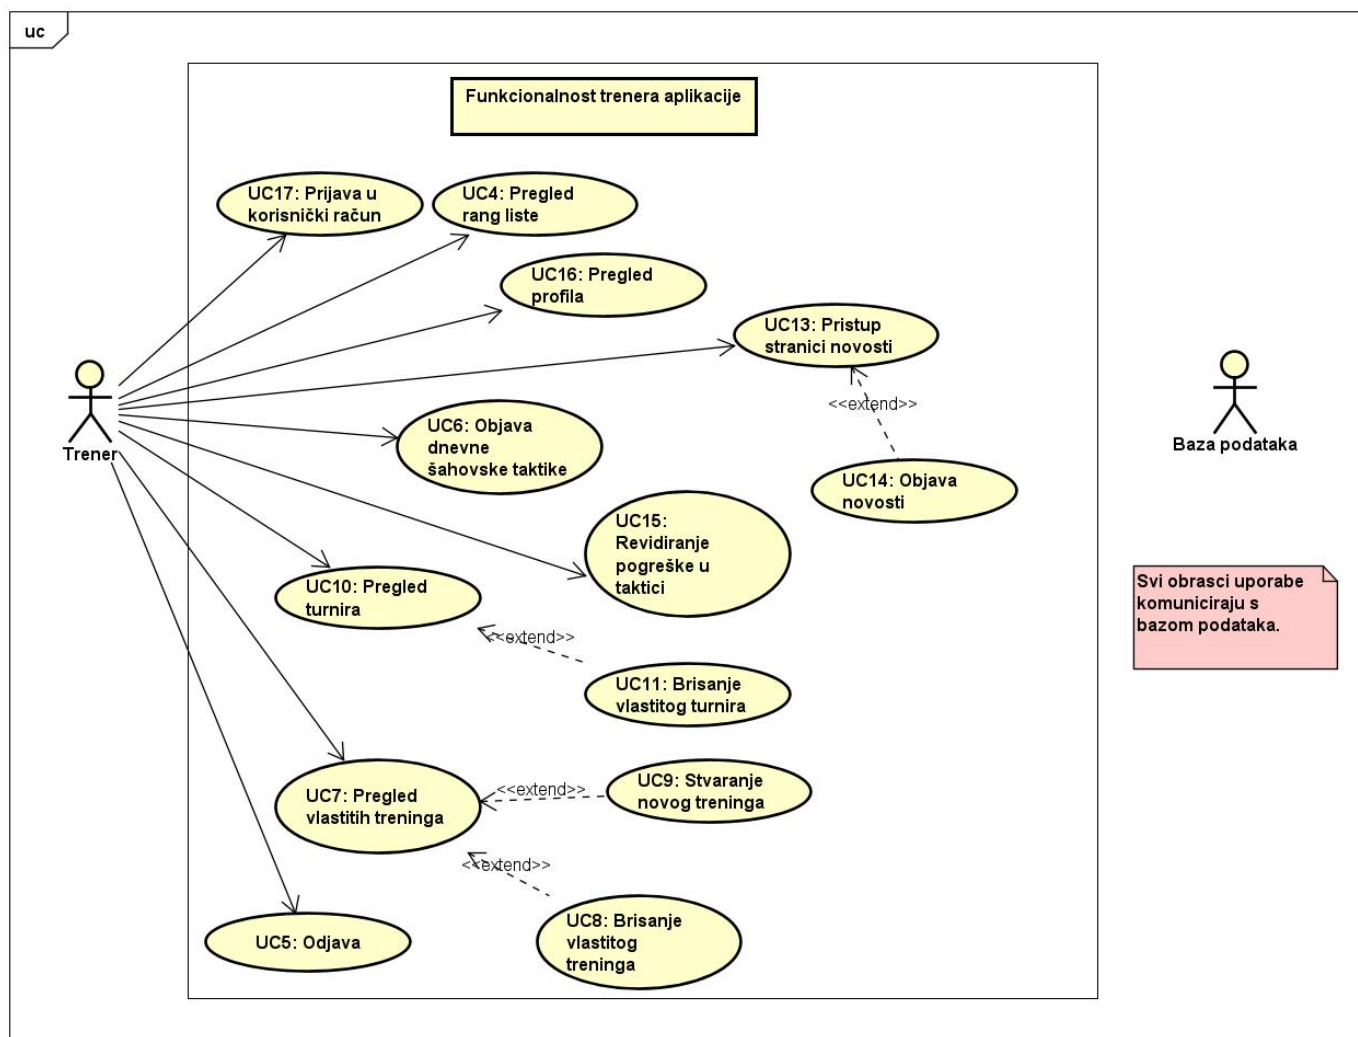 uc
Funkcionalnost trenera aplikacije
UC17: Prijava u
korisnički račun
UC4: Pregled
rang liste
UC16: Pregled
profila
UC13: Pristup
stranici novosti
<<extend>>
UC14: Objava
novosti
Trener
Baza podataka
UC6: Objava
dnevne
šahovske taktike
UC15:
Revidiranje
pogreške u
taktici
UC10: Pregled
turnira
<<extend>>
UC11: Brisanje
vlastitog turnira
Svi obrasci uporabe
komuniciraju s
bazom podataka.
UC7: Pregled
vlastitih treninga
<<extend>>
UC9: Stvaranje
novog treninga
<<extend>>
UC8: Brisanje
vlastitog
treninga
UC5: Odjava